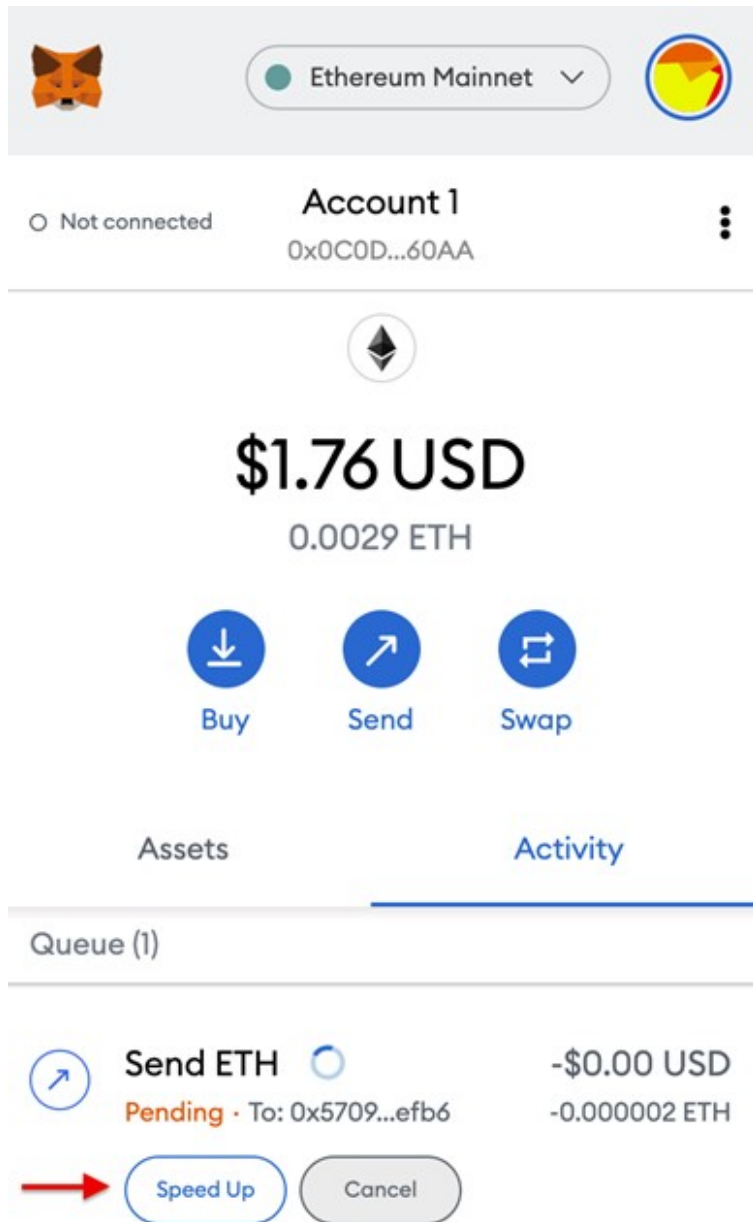 Ethereum Mainnet
Not connected
Account 1
0x0C0D...60AA
$1.76 USD
0.0029 ETH
Buy Send Swap
Assets Activity
Queue (1)
Send ETH -$0.00 USD
Pending · To: 0x5709...efb6 -0.000002 ETH
Speed Up Cancel